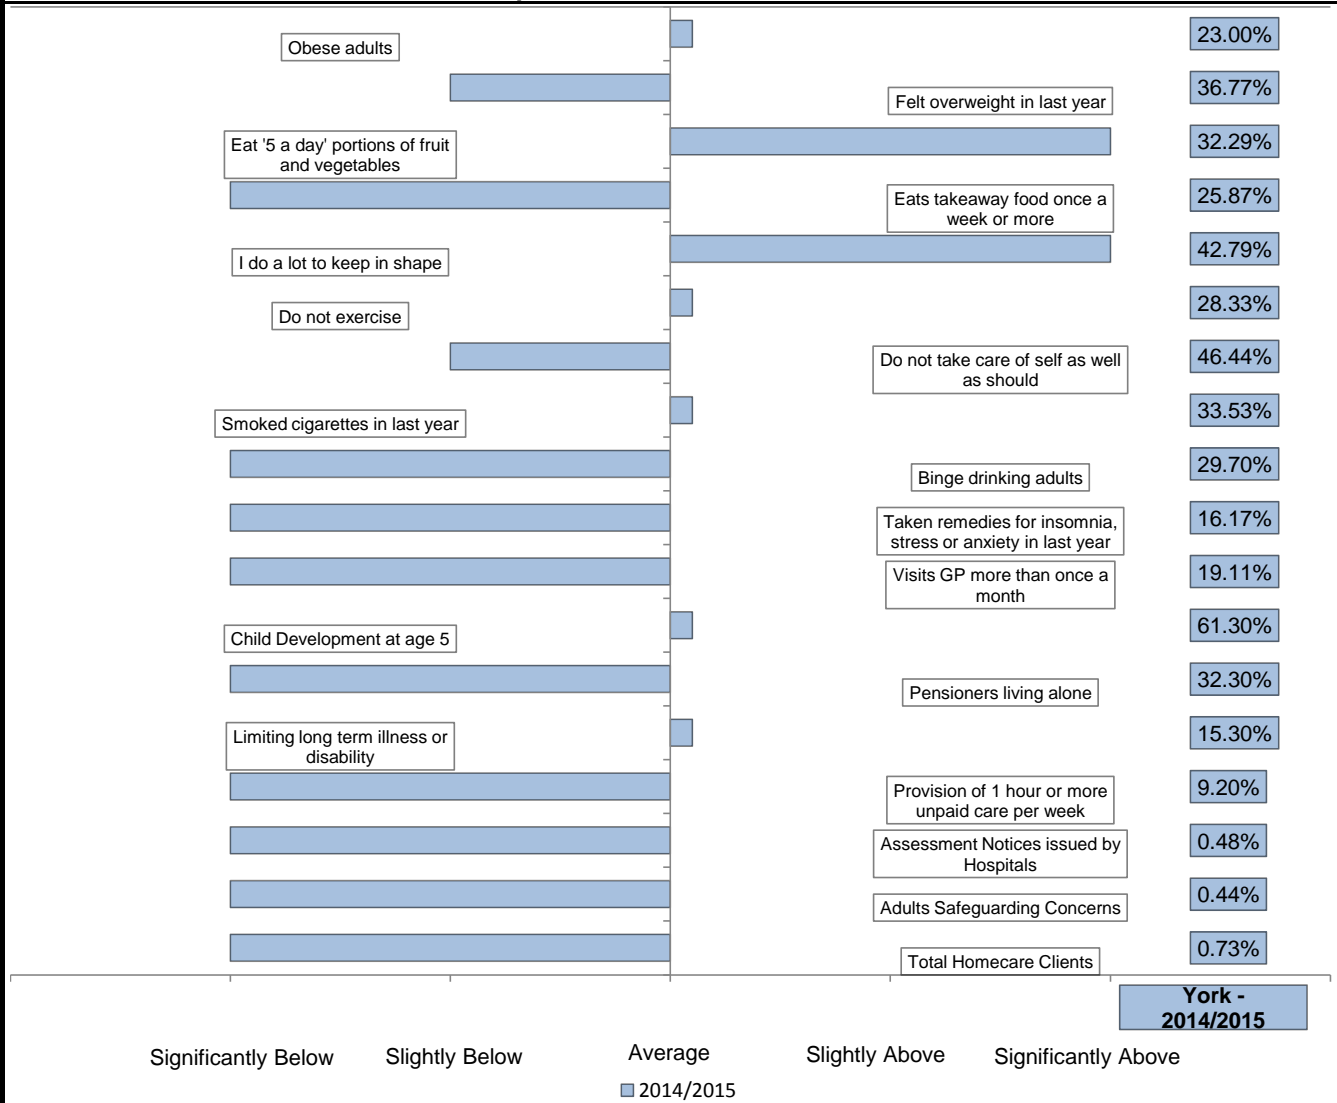 Obese adults
23.00%
36.77%
Felt overweight in last year
Eat '5 a day' portions of fruit
and vegetables
32.29%
25.87%
Eats takeaway food once a
week or more
42.79%
I do a lot to keep in shape
28.33%
Do not exercise
46.44%
Do not take care of self as well
as should
33.53%
Smoked cigarettes in last year
29.70%
Binge drinking adults
16.17%
Taken remedies for insomnia,
stress or anxiety in last year
19.11%
Visits GP more than once a
month
61.30%
Child Development at age 5
32.30%
Pensioners living alone
15.30%
Limiting long term illness or
disability
9.20%
Provision of 1 hour or more
unpaid care per week
0.48%
Assessment Notices issued by
Hospitals
0.44%
Adults Safeguarding Concerns
0.73%
Total Homecare Clients
York -
2014/2015
Significantly Below Slightly Below Average Slightly Above Significantly Above
2014/2015